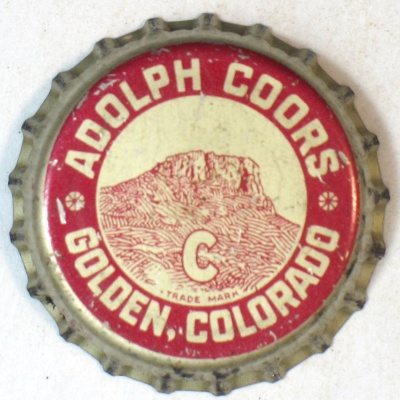 ADOLPH COORS
C
TRADE MARK
GOLDEN, COLORADO